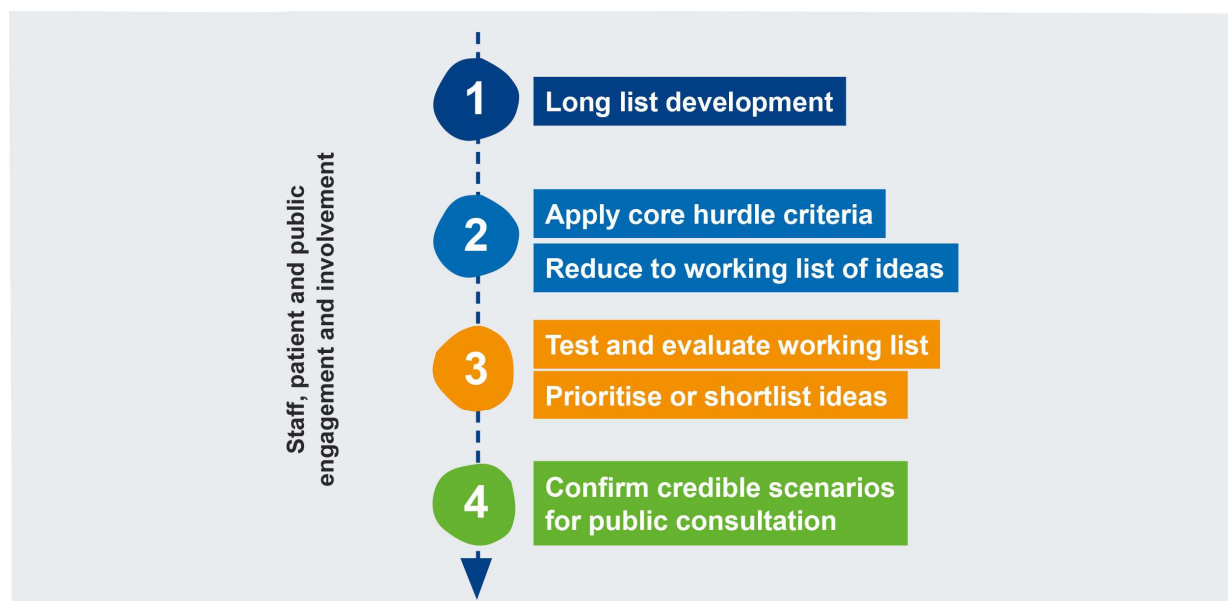 Staff, patient and public
engagement and involvement
1
Long list development
2
Apply core hurdle criteria
Reduce to working list of ideas
3
Test and evaluate working list
Prioritise or shortlist ideas
4
Confirm credible scenarios
for public consultation